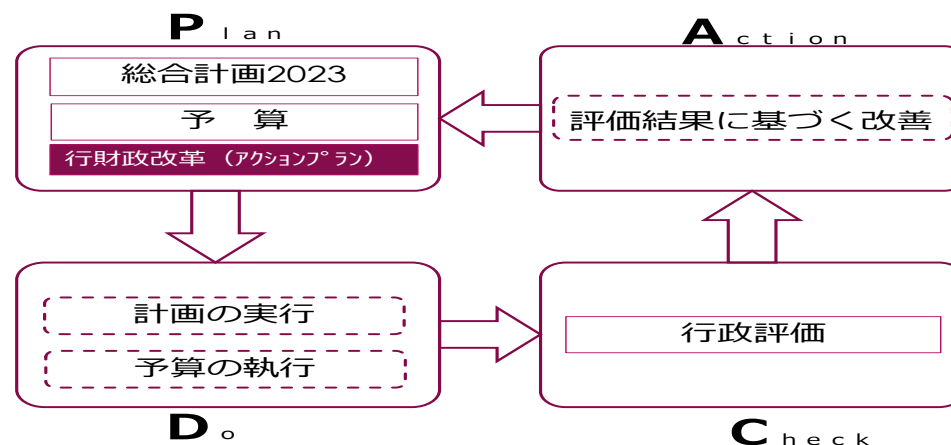 Plan
総合計画2023
予　算
行財政改革（アクションプラン）
Action
評価結果に基づく改善
計画の実行
予算の執行
Do
行政評価
Check